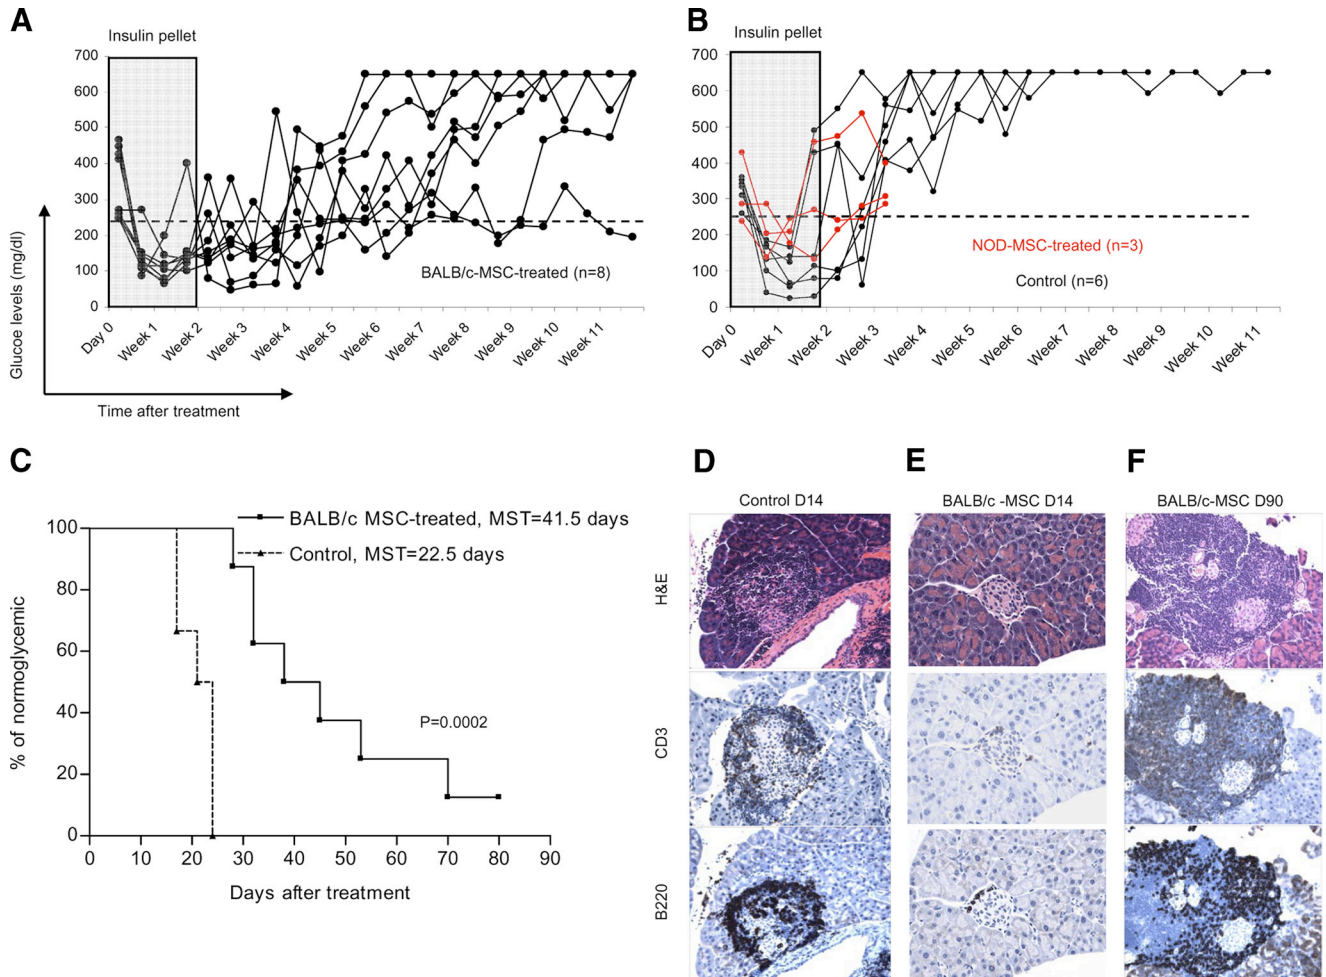 A
Insulin pellet
700
600
500
400
300
200
100
0
BALB/c-MSC-treated (n=8)
Day 0
Week 1
Week 2
Week 3
Week 4
Week 5
Week 6
Week 7
Week 8
Week 9
Week 10
Week 11
Glucoe levels (mg/dl)
Time after treatment
B
Insulin pellet
700
600
500
400
300
200
100
0
NOD-MSC-treated (n=3)
Control (n=6)
Day 0
Week 1
Week 2
Week 3
Week 4
Week 5
Week 6
Week 7
Week 8
Week 9
Week 10
Week 11
C
BALB/c MSC-treated, MST=41.5 days
Control, MST=22.5 days
P=0.0002
% of normoglycemic
100
80
60
40
20
0
0
10
20
30
40
50
60
70
80
90
Days after treatment
D
Control D14
E
BALB/c -MSC D14
F
BALB/c-MSC D90
H&E
CD3
B220